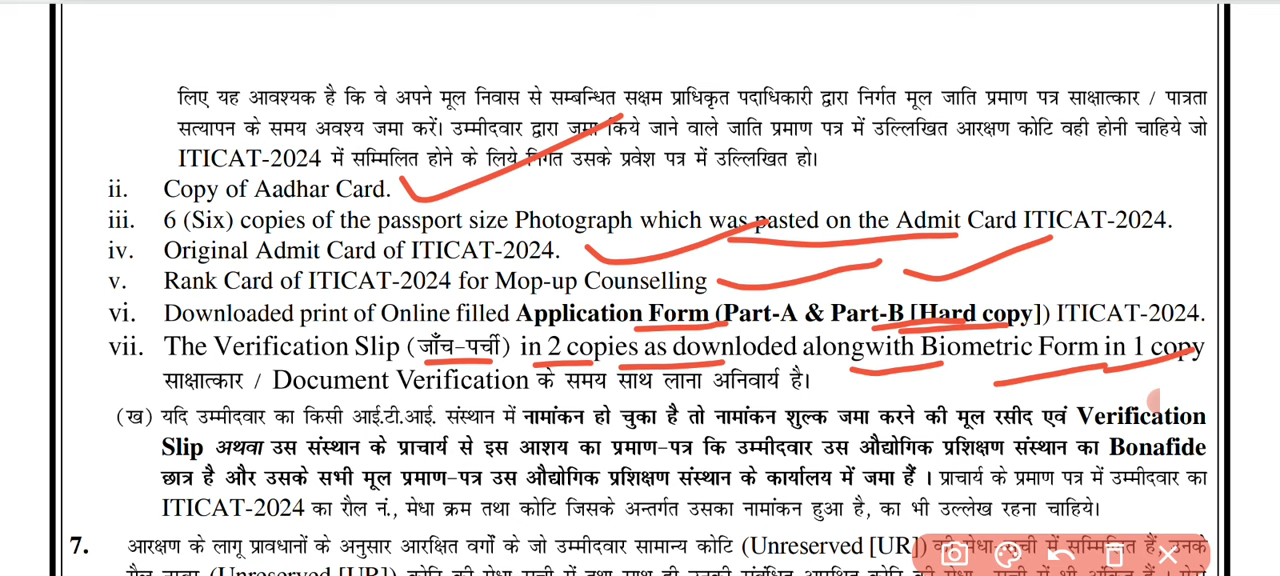 लिए यह आवश्यक है कि वे अपने मूल निवास से सम्बन्धित सक्षम प्राधिकृत पदाधिकारी द्वारा निर्गत मूल जाति प्रमाण पत्र साक्षात्कार / पात्रता
सत्यापन के समय अवश्य जमा करें। उम्मीदवार द्वारा जमा किये जाने वाले जाति प्रमाण पत्र में उल्लिखित आरक्षण कोटि वही होनी चाहिये जो
ITICAT-2024 में सम्मिलित होने के लिये निर्गत उसके प्रवेश पत्र में उल्लिखित हो।
ii. Copy of Aadhar Card.
iii. 6 (Six) copies of the passport size Photograph which was pasted on the Admit Card ITICAT-2024.
iv. Original Admit Card of ITICAT-2024.
v. Rank Card of ITICAT-2024 for Mop-up Counselling
vi. Downloaded print of Online filled Application Form (Part-A & Part-B [Hard copy]) ITICAT-2024.
vii. The Verification Slip (जाँच-पर्ची) in 2 copies as downloded alongwith Biometric Form in 1 copy
साक्षात्कार / Document Verification के समय साथ लाना अनिवार्य है।
(ख) यदि उम्मीदवार का किसी आई.टी.आई. संस्थान में नामांकन हो चुका है तो नामांकन शुल्क जमा करने की मूल रसीद एवं Verification
Slip अथवा उस संस्थान के प्राचार्य से इस आशय का प्रमाण-पत्र कि उम्मीदवार उस औद्योगिक प्रशिक्षण संस्थान का Bonafide
छात्र है और उसके सभी मूल प्रमाण-पत्र उस औद्योगिक प्रशिक्षण संस्थान के कार्यालय में जमा हैं । प्राचार्य के प्रमाण पत्र में उम्मीदवार का
ITICAT-2024 का रौल नं., मेधा क्रम तथा कोटि जिसके अन्तर्गत उसका नामांकन हुआ है, का भी उल्लेख रहना चाहिये।
7. आरक्षण के लागू प्रावधानों के अनुसार आरक्षित वर्गों के जो उम्मीदवार सामान्य कोटि (Unreserved [UR]) की मेधा सूची में सम्मिलित हैं, उनके